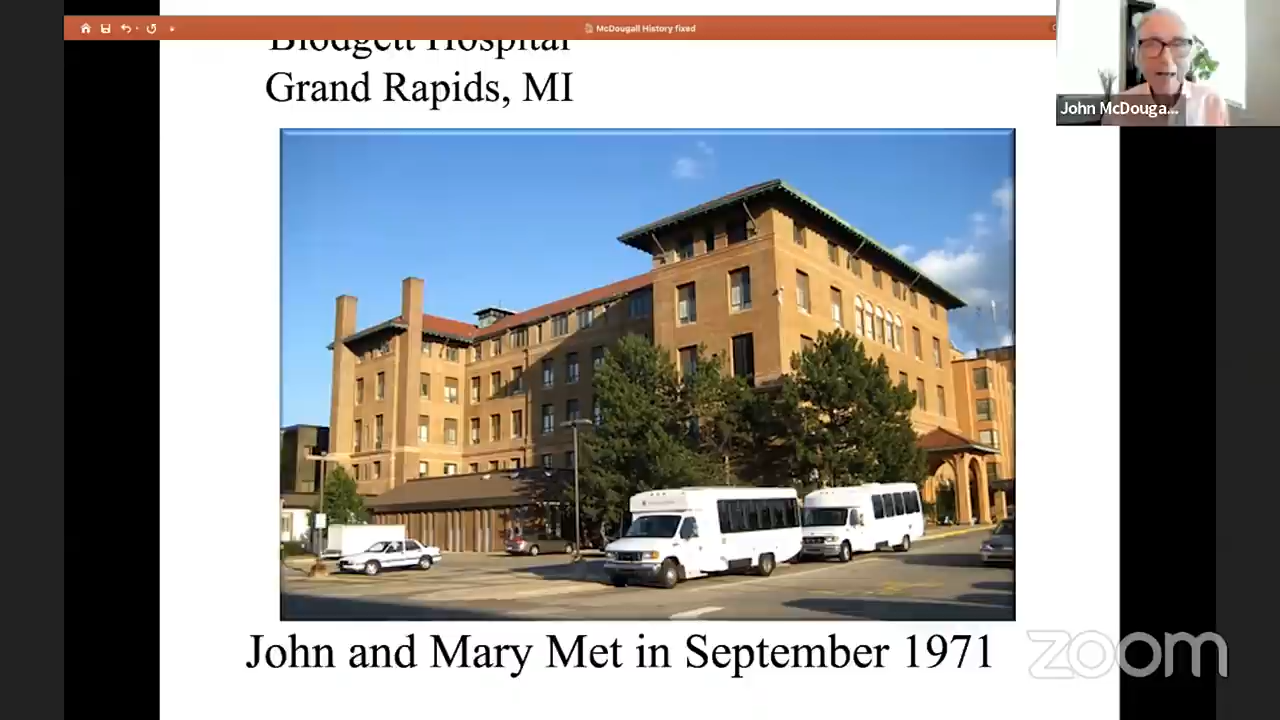 McDougall History fixed
Blodgett Hospital
Grand Rapids, MI
John McDouga...
John and Mary Met in September 1971
zoom